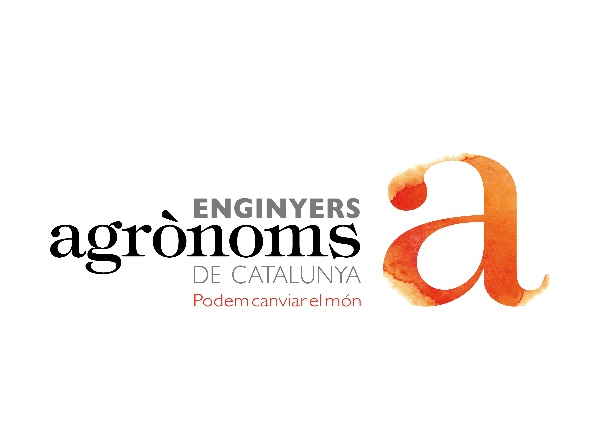 ENGINYERS
agrònoms
DE CATALUNYA
Podem canviar el món
a